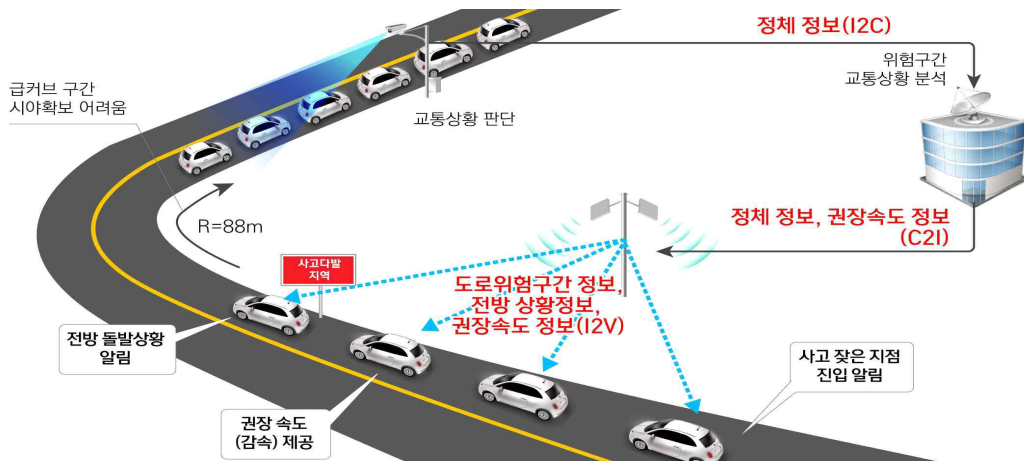 정체 정보(I2C)
위험구간
교통상황 분석
급커브 구간
시야확보 어려움
교통상황 판단
R=88m
정체 정보, 권장속도 정보
(C2I)
사고다발
지역
도로위험구간 정보,
전방 상황정보,
권장속도 정보(I2V)
전방 돌발상황
알림
사고 잦은 지점
진입 알림
권장 속도
(감속) 제공